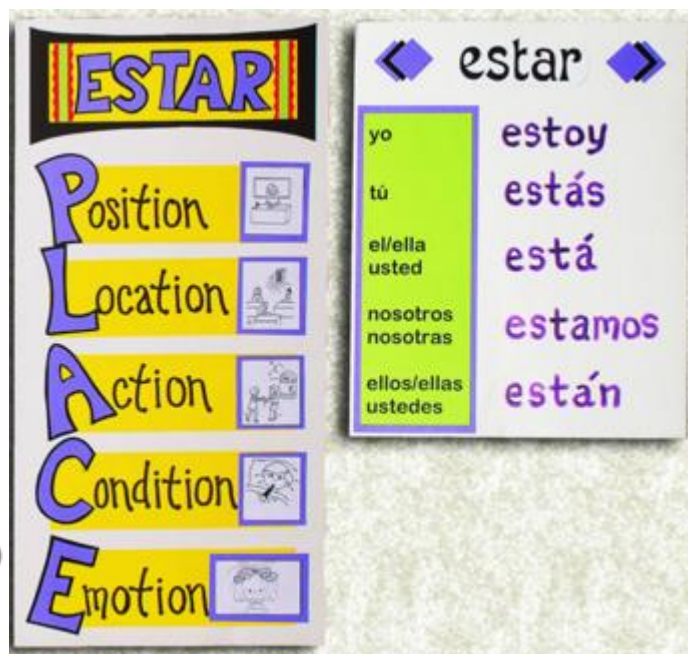 ESTAR
Position
Location
Action
Condition
Emotion
estar
yo estoy
tú estás
el/ella
usted está
nosotros
nosotras estamos
ellos/ellas
ustedes están